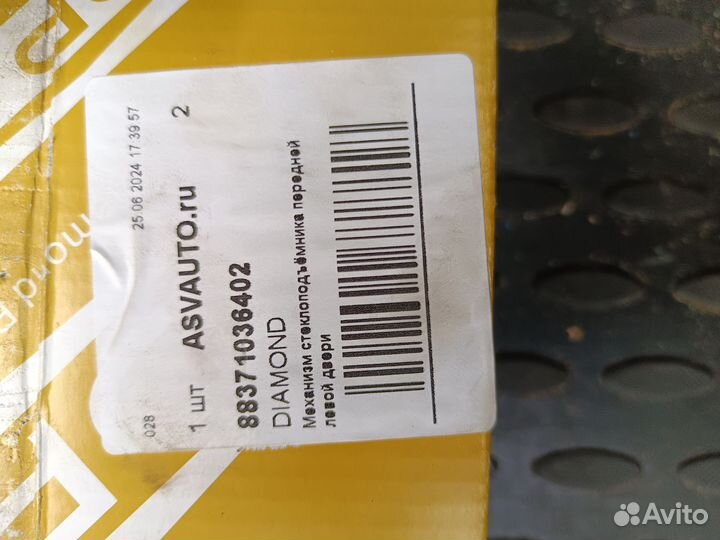 028
25 06 2024 17 39 57
1 шт ASVAUTO.ru 2
88371036402
DIAMOND
Механизм стеклоподъёмника передней
левой двери
Avito